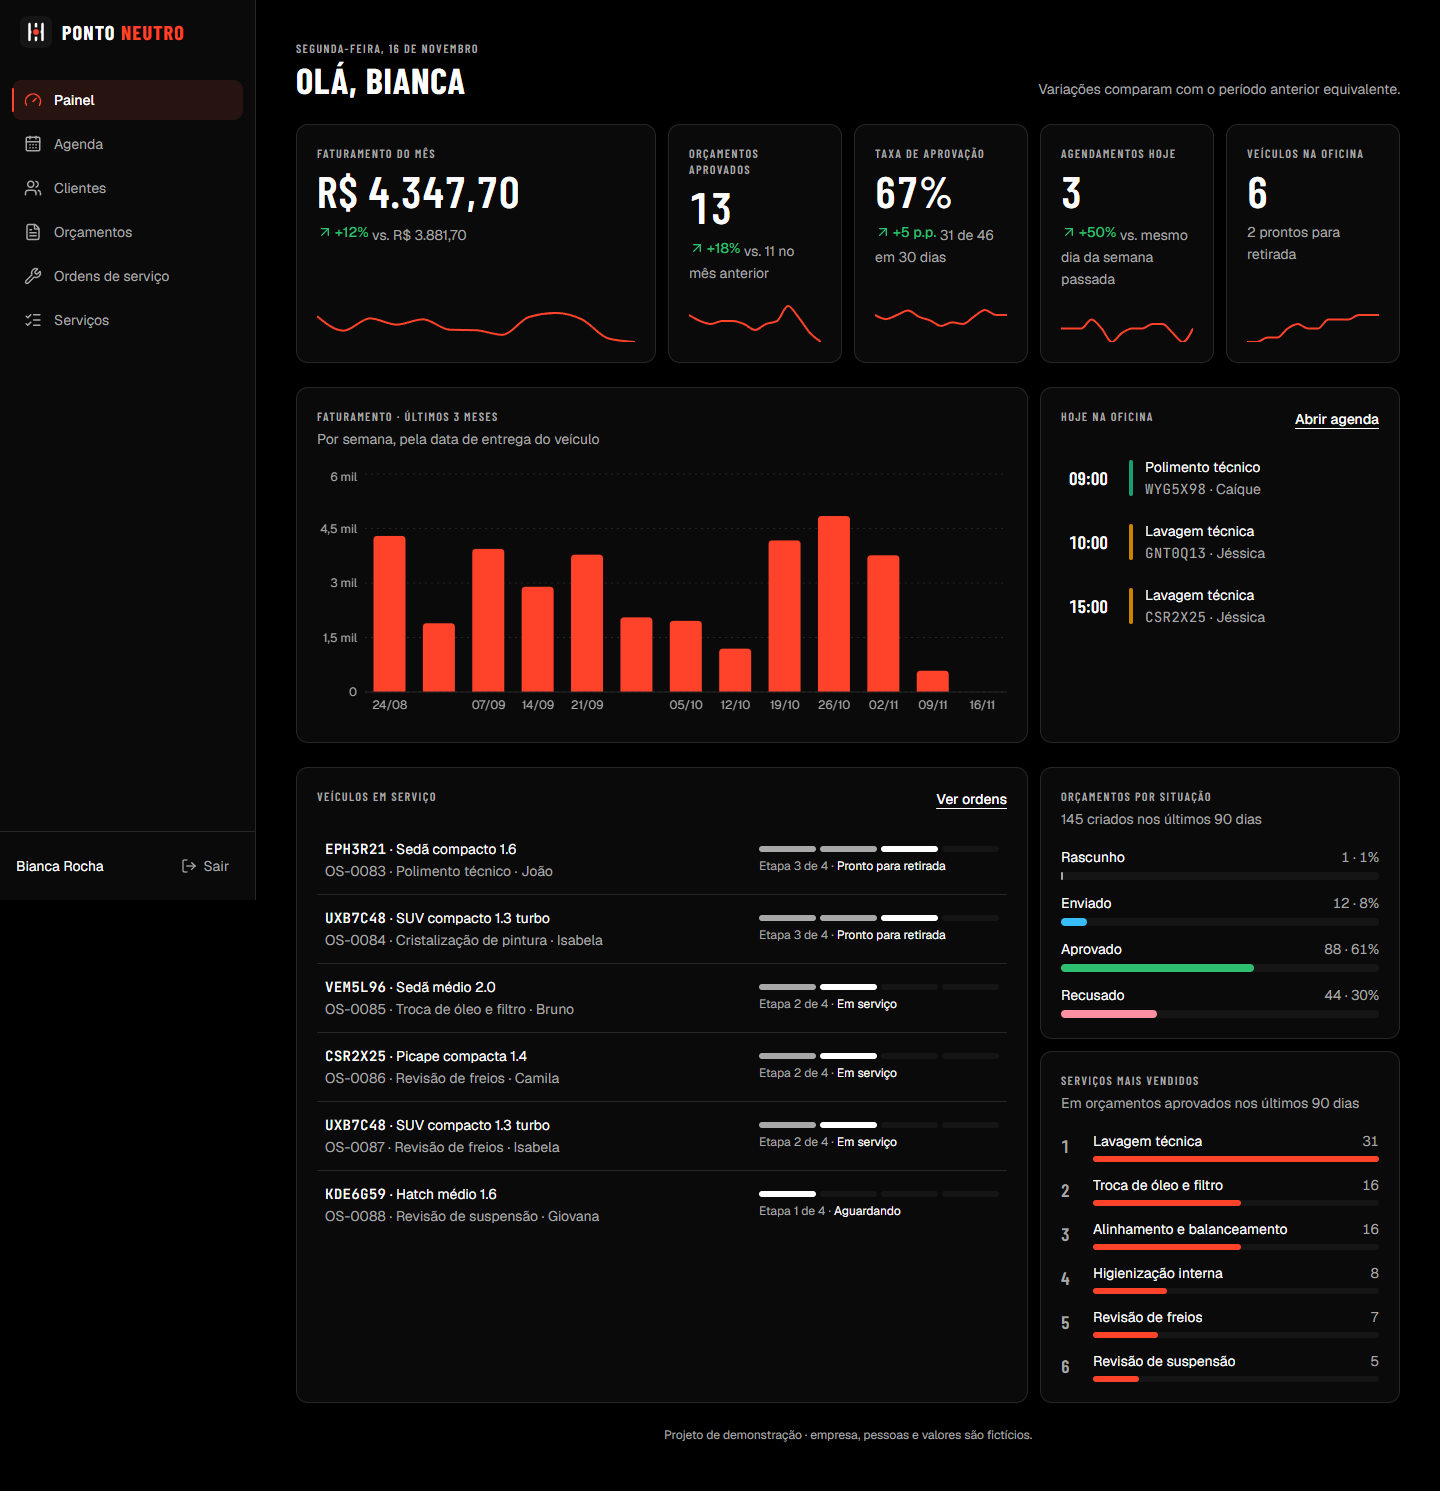 PONTO NEUTRO
Painel
Agenda
Clientes
Orçamentos
Ordens de serviço
Serviços
Bianca Rocha
Sair
SEGUNDA-FEIRA, 16 DE NOVEMBRO
OLÁ, BIANCA
Variações comparam com o período anterior equivalente.
FATURAMENTO DO MÊS
R$ 4.347,70
+12% vs. R$ 3.881,70
ORÇAMENTOS
APROVADOS
13
+18% vs. 11 no
mês anterior
TAXA DE APROVAÇÃO
67%
+5 p.p. 31 de 46
em 30 dias
AGENDAMENTOS HOJE
3
+50% vs. mesmo
dia da semana
passada
VEÍCULOS NA OFICINA
6
2 prontos para
retirada
FATURAMENTO · ÚLTIMOS 3 MESES
Por semana, pela data de entrega do veículo
6 mil
4,5 mil
3 mil
1,5 mil
0
24/08 07/09 14/09 21/09 05/10 12/10 19/10 26/10 02/11 09/11 16/11
HOJE NA OFICINA
Abrir agenda
09:00
Polimento técnico
WYG5X98 · Caíque
10:00
Lavagem técnica
GNT0Q13 · Jéssica
15:00
Lavagem técnica
CSR2X25 · Jéssica
VEÍCULOS EM SERVIÇO
Ver ordens
EPH3R21 · Sedã compacto 1.6
OS-0083 · Polimento técnico · João
Etapa 3 de 4 · Pronto para retirada
UXB7C48 · SUV compacto 1.3 turbo
OS-0084 · Cristalização de pintura · Isabela
Etapa 3 de 4 · Pronto para retirada
VEM5L96 · Sedã médio 2.0
OS-0085 · Troca de óleo e filtro · Bruno
Etapa 2 de 4 · Em serviço
CSR2X25 · Picape compacta 1.4
OS-0086 · Revisão de freios · Camila
Etapa 2 de 4 · Em serviço
UXB7C48 · SUV compacto 1.3 turbo
OS-0087 · Revisão de freios · Isabela
Etapa 2 de 4 · Em serviço
KDE6G59 · Hatch médio 1.6
OS-0088 · Revisão de suspensão · Giovana
Etapa 1 de 4 · Aguardando
ORÇAMENTOS POR SITUAÇÃO
145 criados nos últimos 90 dias
Rascunho 1 · 1%
Enviado 12 · 8%
Aprovado 88 · 61%
Recusado 44 · 30%
SERVIÇOS MAIS VENDIDOS
Em orçamentos aprovados nos últimos 90 dias
1 Lavagem técnica 31
2 Troca de óleo e filtro 16
3 Alinhamento e balanceamento 16
4 Higienização interna 8
5 Revisão de freios 7
6 Revisão de suspensão 5
Projeto de demonstração · empresa, pessoas e valores são fictícios.